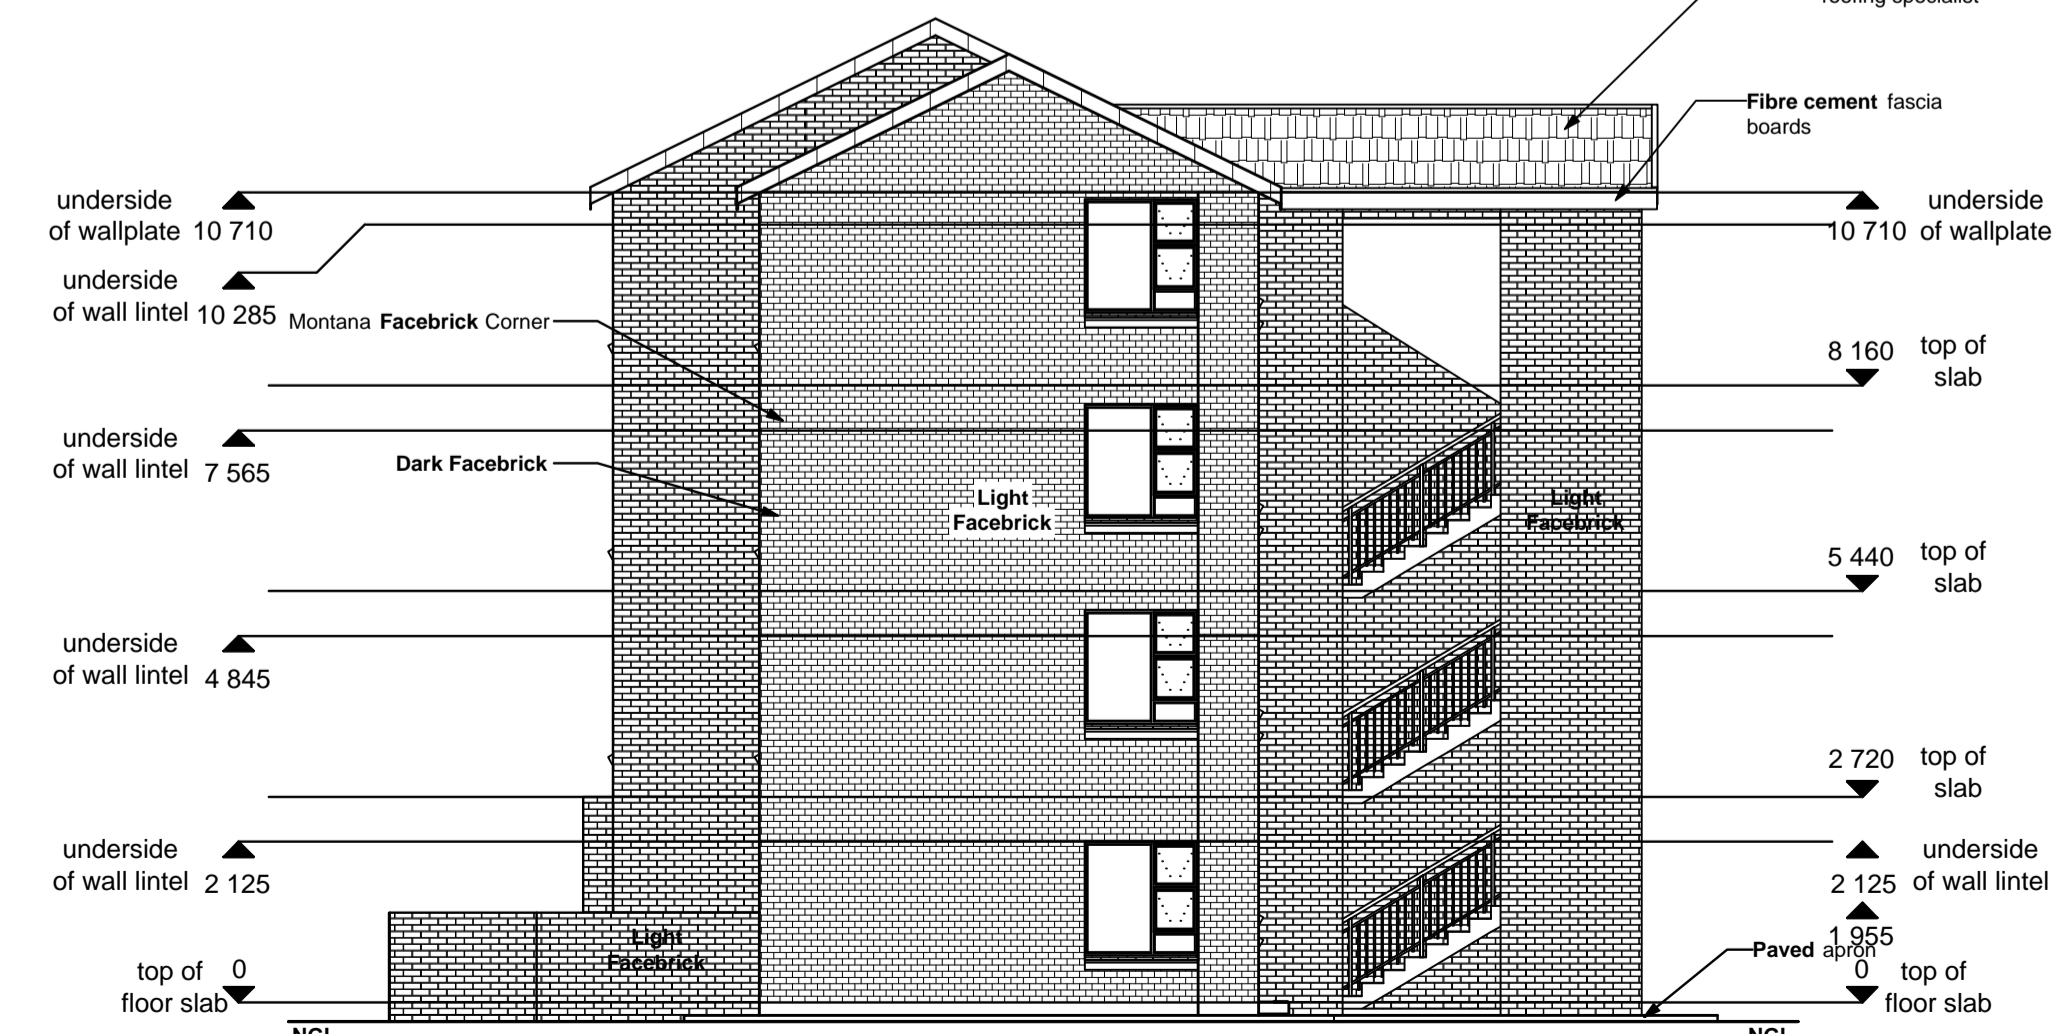 roofing specialist
Fibre cement fascia
boards
underside
of wallplate 10 710
underside
10 710 of wallplate
underside
of wall lintel 10 285
Montana Facebrick Corner
8 160 top of
slab
underside
of wall lintel 7 565
Dark Facebrick
Light
Facebrick
Light
Facebrick
5 440 top of
slab
underside
of wall lintel 4 845
2 720 top of
slab
underside
of wall lintel 2 125
underside
2 125 of wall lintel
1 955
Light
Facebrick
Paved apron
top of 0
floor slab
0 top of
floor slab
NGL
NGL